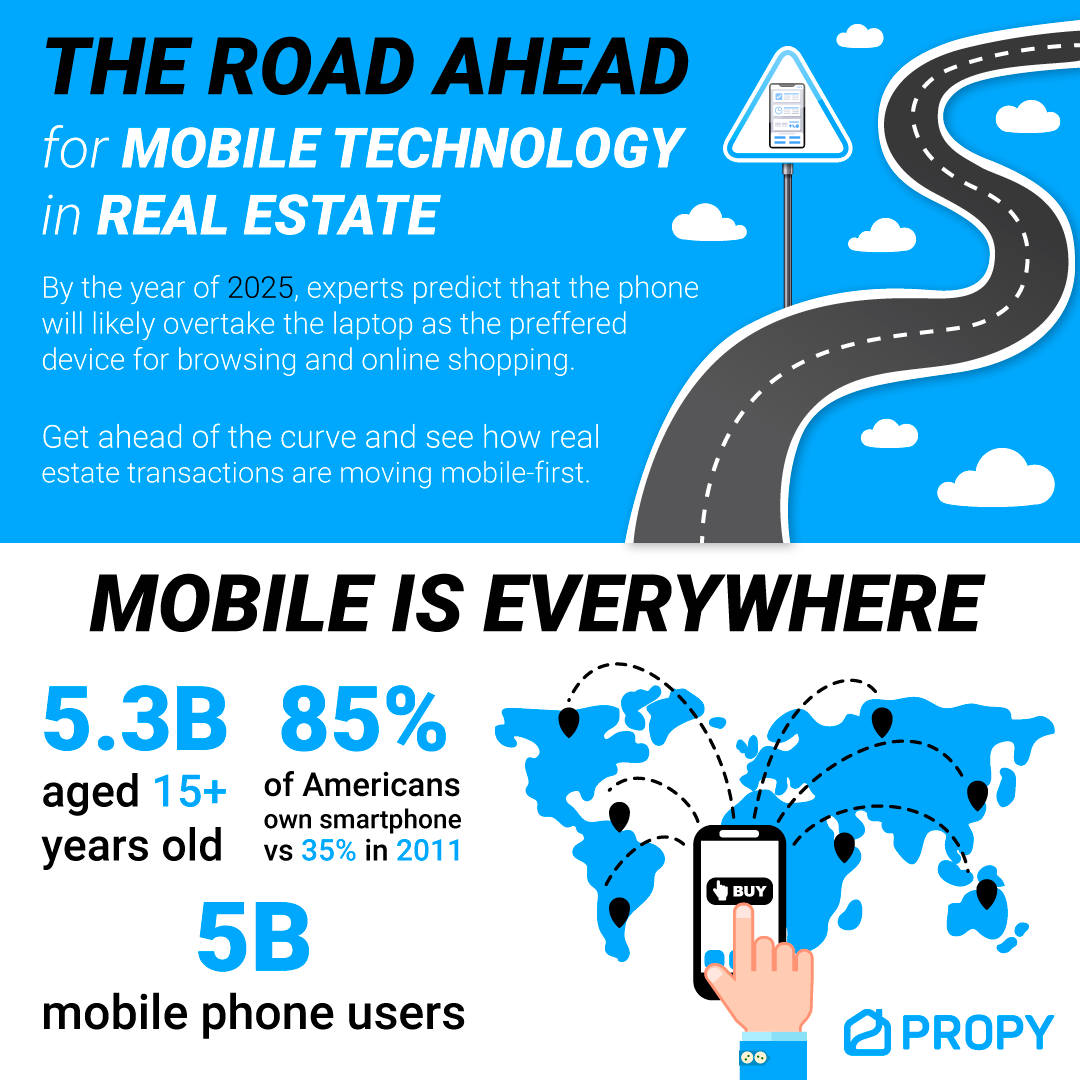 THE ROAD AHEAD
for MOBILE TECHNOLOGY
in REAL ESTATE
By the year of 2025, experts predict that the phone
will likely overtake the laptop as the preffered
device for browsing and online shopping.
Get ahead of the curve and see how real
estate transactions are moving mobile-first.
MOBILE IS EVERYWHERE
5.3B
aged 15+
years old
85%
of Americans
own smartphone
vs 35% in 2011
5B
mobile phone users
BUY
PROPY